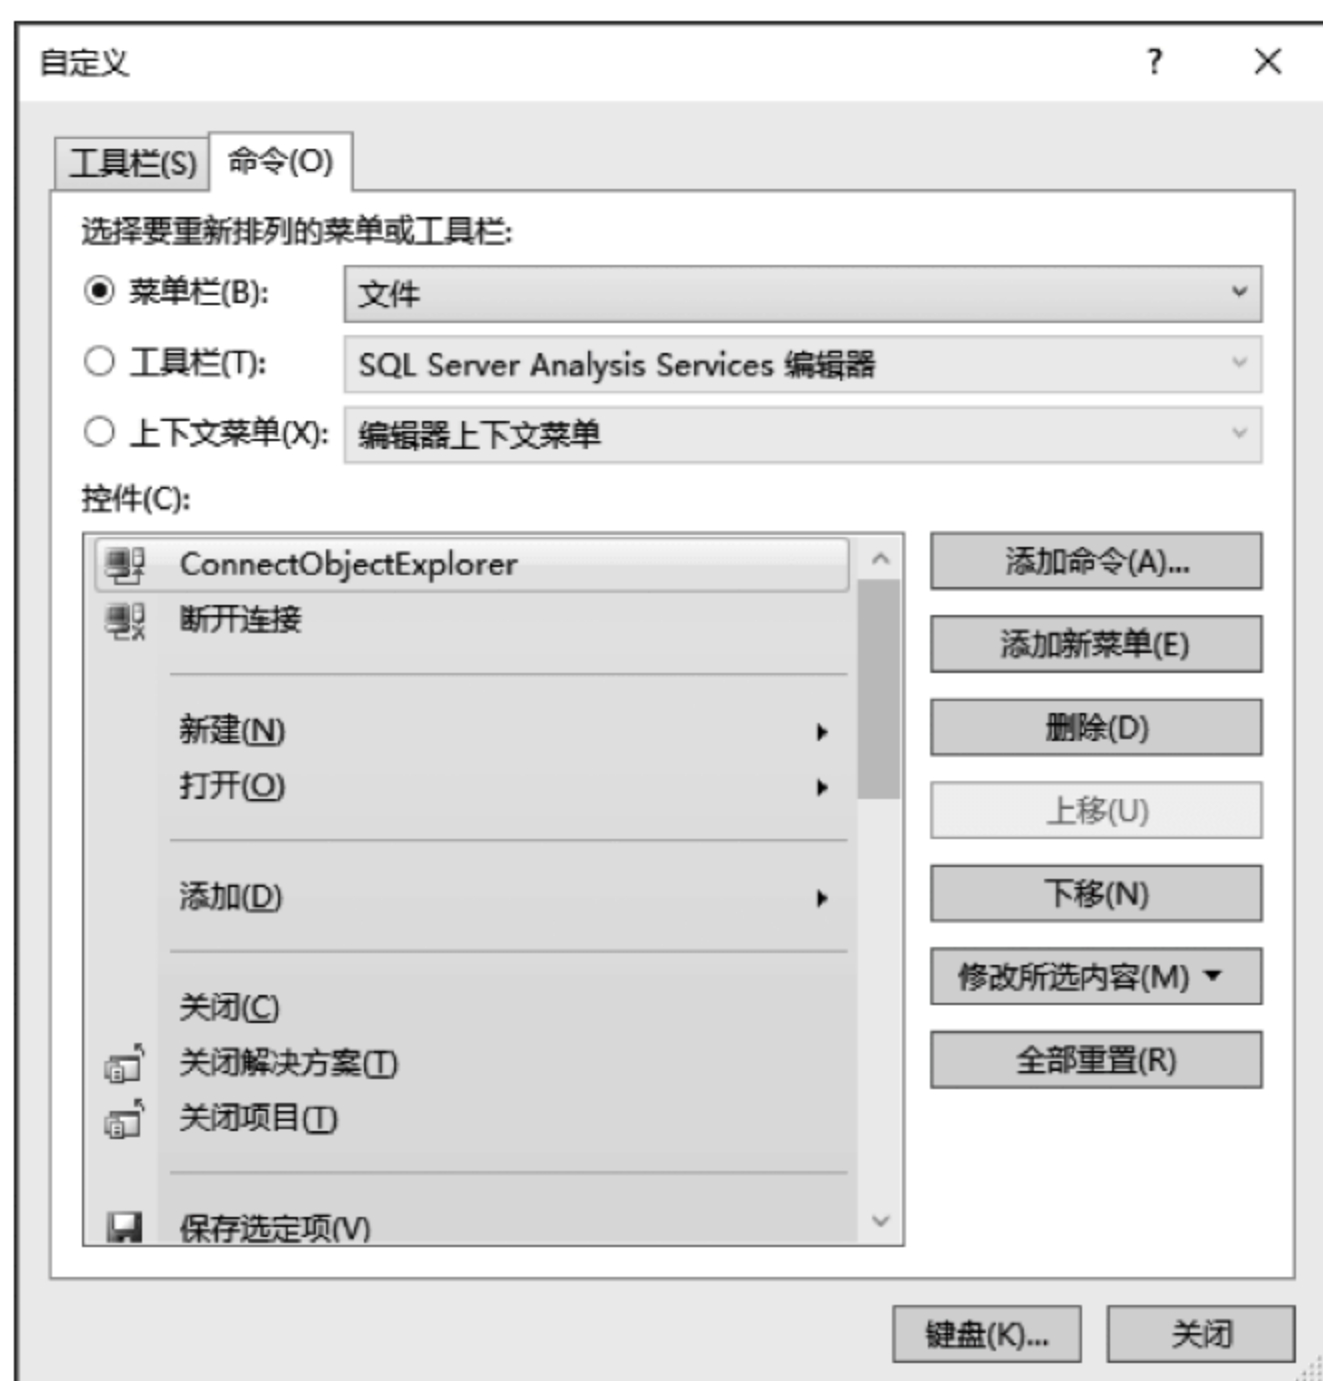 自定义
?
工具栏(S) 命令(O)
选择要重新排列的菜单或工具栏:
菜单栏(B): 文件
工具栏(T): SQL Server Analysis Services 编辑器
上下文菜单(X): 编辑器上下文菜单
控件(C):
ConnectObjectExplorer
断开连接
新建(N)
打开(O)
添加(D)
关闭(C)
关闭解决方案(T)
关闭项目(T)
保存选定项(V)
添加命令(A)...
添加新菜单(E)
删除(D)
上移(U)
下移(N)
修改所选内容(M)
全部重置(R)
键盘(K)... 关闭